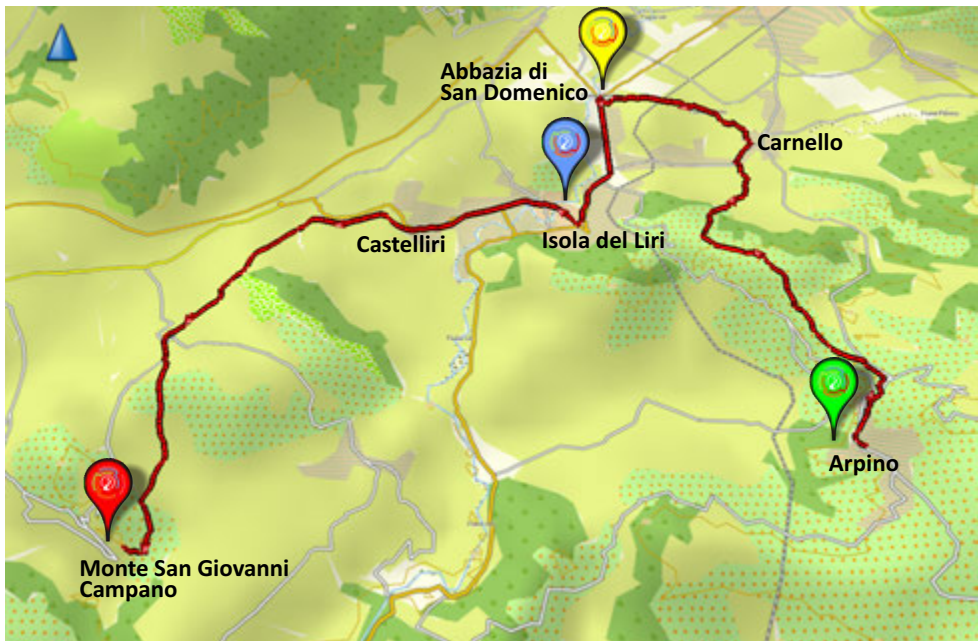 Abbazia di
San Domenico
Carnello
Castelliri
Isola del Liri
Arpino
Monte San Giovanni
Campano